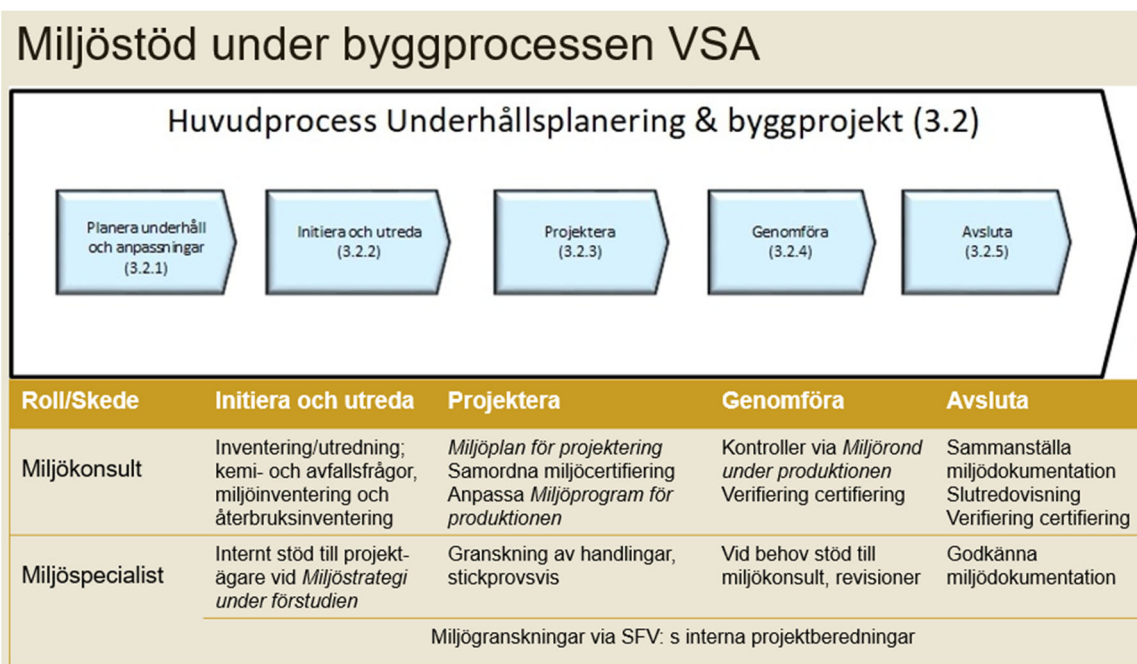 Miljöstöd under byggprocessen VSA
Huvudprocess Underhållsplanering & byggprojekt (3.2)
Planera underhåll
och anpassningar
(3.2.1)
Initiera och utreda
(3.2.2)
Projektera
(3.2.3)
Genomföra
(3.2.4)
Avsluta
(3.2.5)
Roll/Skede
Initiera och utreda
Projektera
Genomföra
Avsluta
Miljökonsult
Inventering/utredning;
kemi- och avfallsfrågor,
miljöinventering och
återbruksinventering
Miljöplan för projektering
Samordna miljöcertifiering
Anpassa Miljöprogram för
produktionen
Kontroller via Miljörond
under produktionen
Verifiering certifiering
Sammanställa
miljödokumentation
Slutredovisning
Verifiering certifiering
Miljöspecialist
Internt stöd till projekt-
ägare vid Miljöstrategi
under förstudien
Granskning av handlingar,
stickprovsvis
Vid behov stöd till
miljökonsult, revisioner
Godkänna
miljödokumentation
Miljögranskningar via SFV: s interna projektberedningar